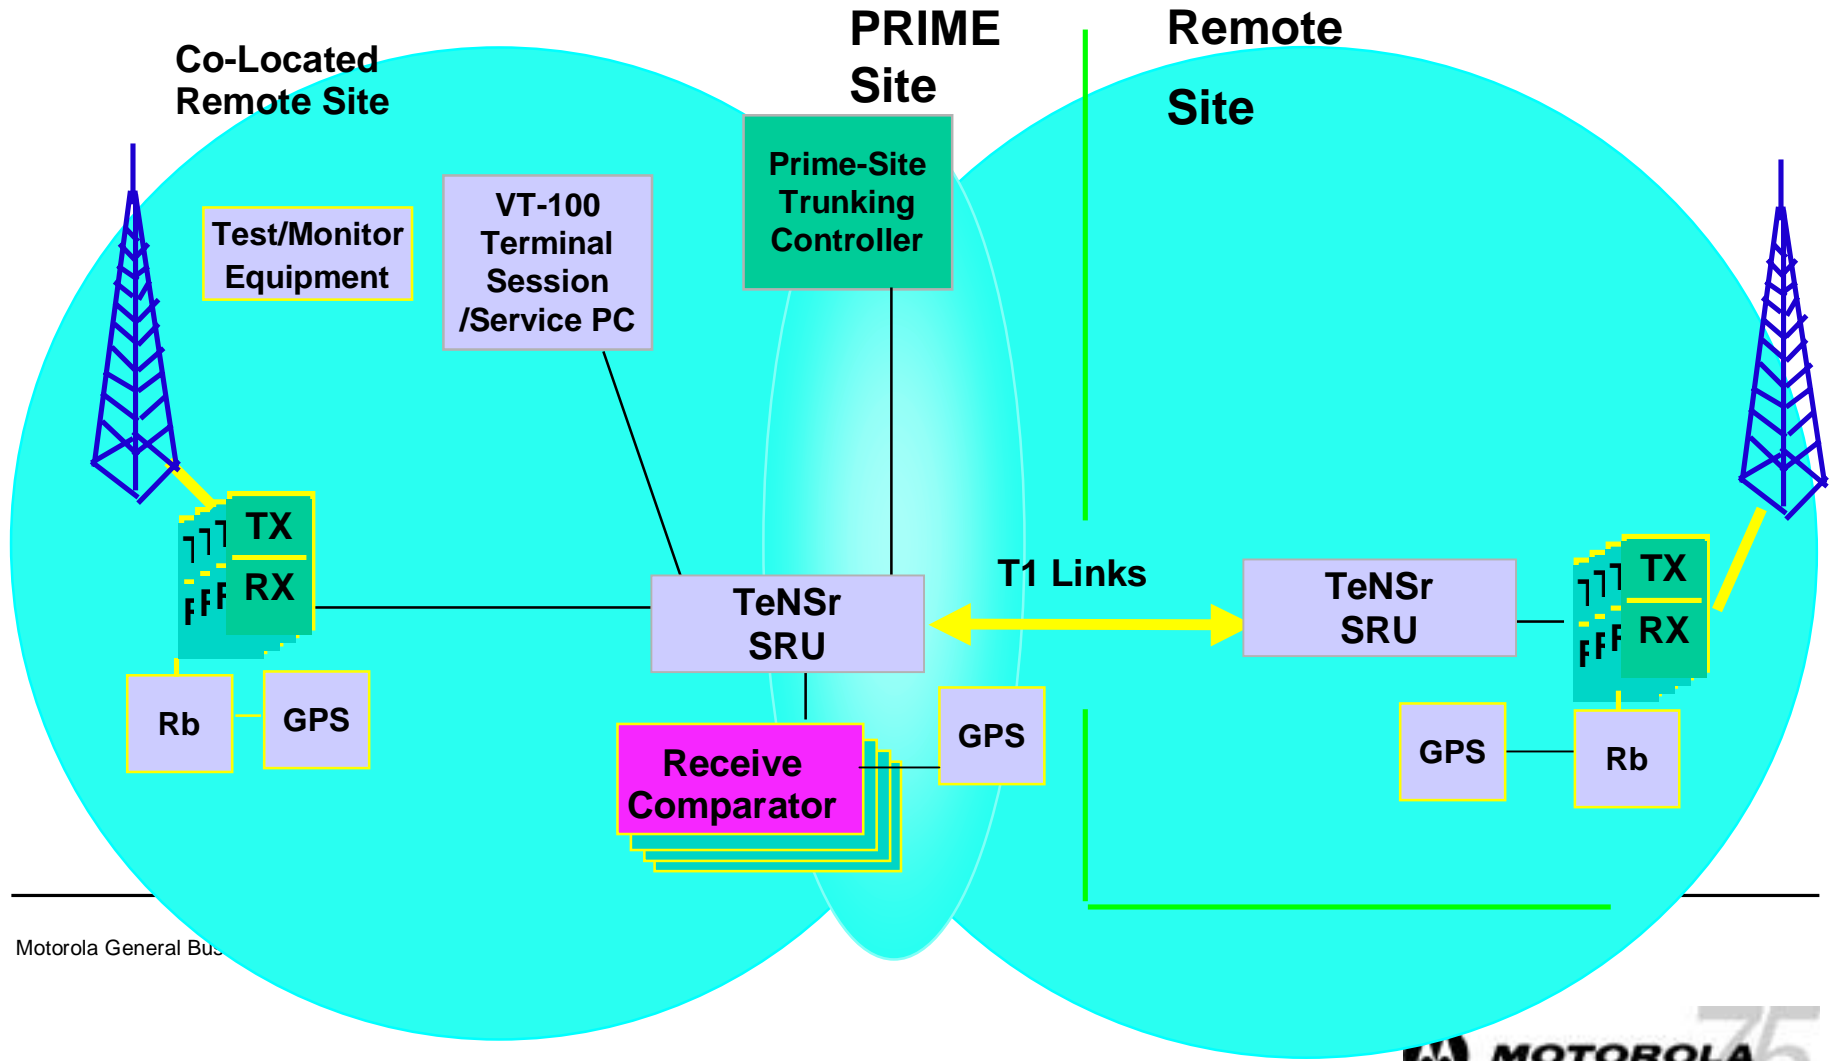 PRIME
Site
Remote
Site
Co-Located
Remote Site
Prime-Site
Trunking
Controller
VT-100
Terminal
Session
/Service PC
Test/Monitor
Equipment
TX
RX
TeNSr
SRU
T1 Links
TeNSr
SRU
TX
RX
Rb
GPS
Receive
Comparator
GPS
GPS
Rb
Motorola General
MOTOROLA
75